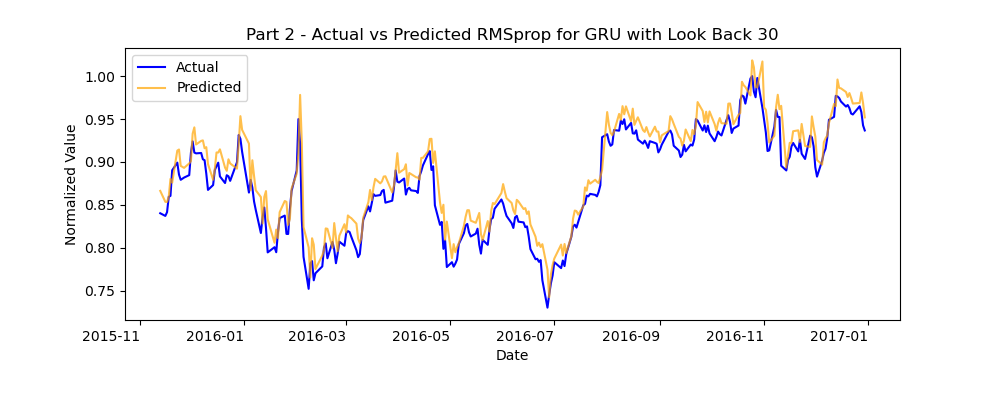 Part 2 - Actual vs Predicted RMSprop for GRU with Look Back 30
Actual
Predicted
Normalized Value
1.00
0.95
0.90
0.85
0.80
0.75
2015-11
2016-01
2016-03
2016-05
2016-07
2016-09
2016-11
2017-01
Date